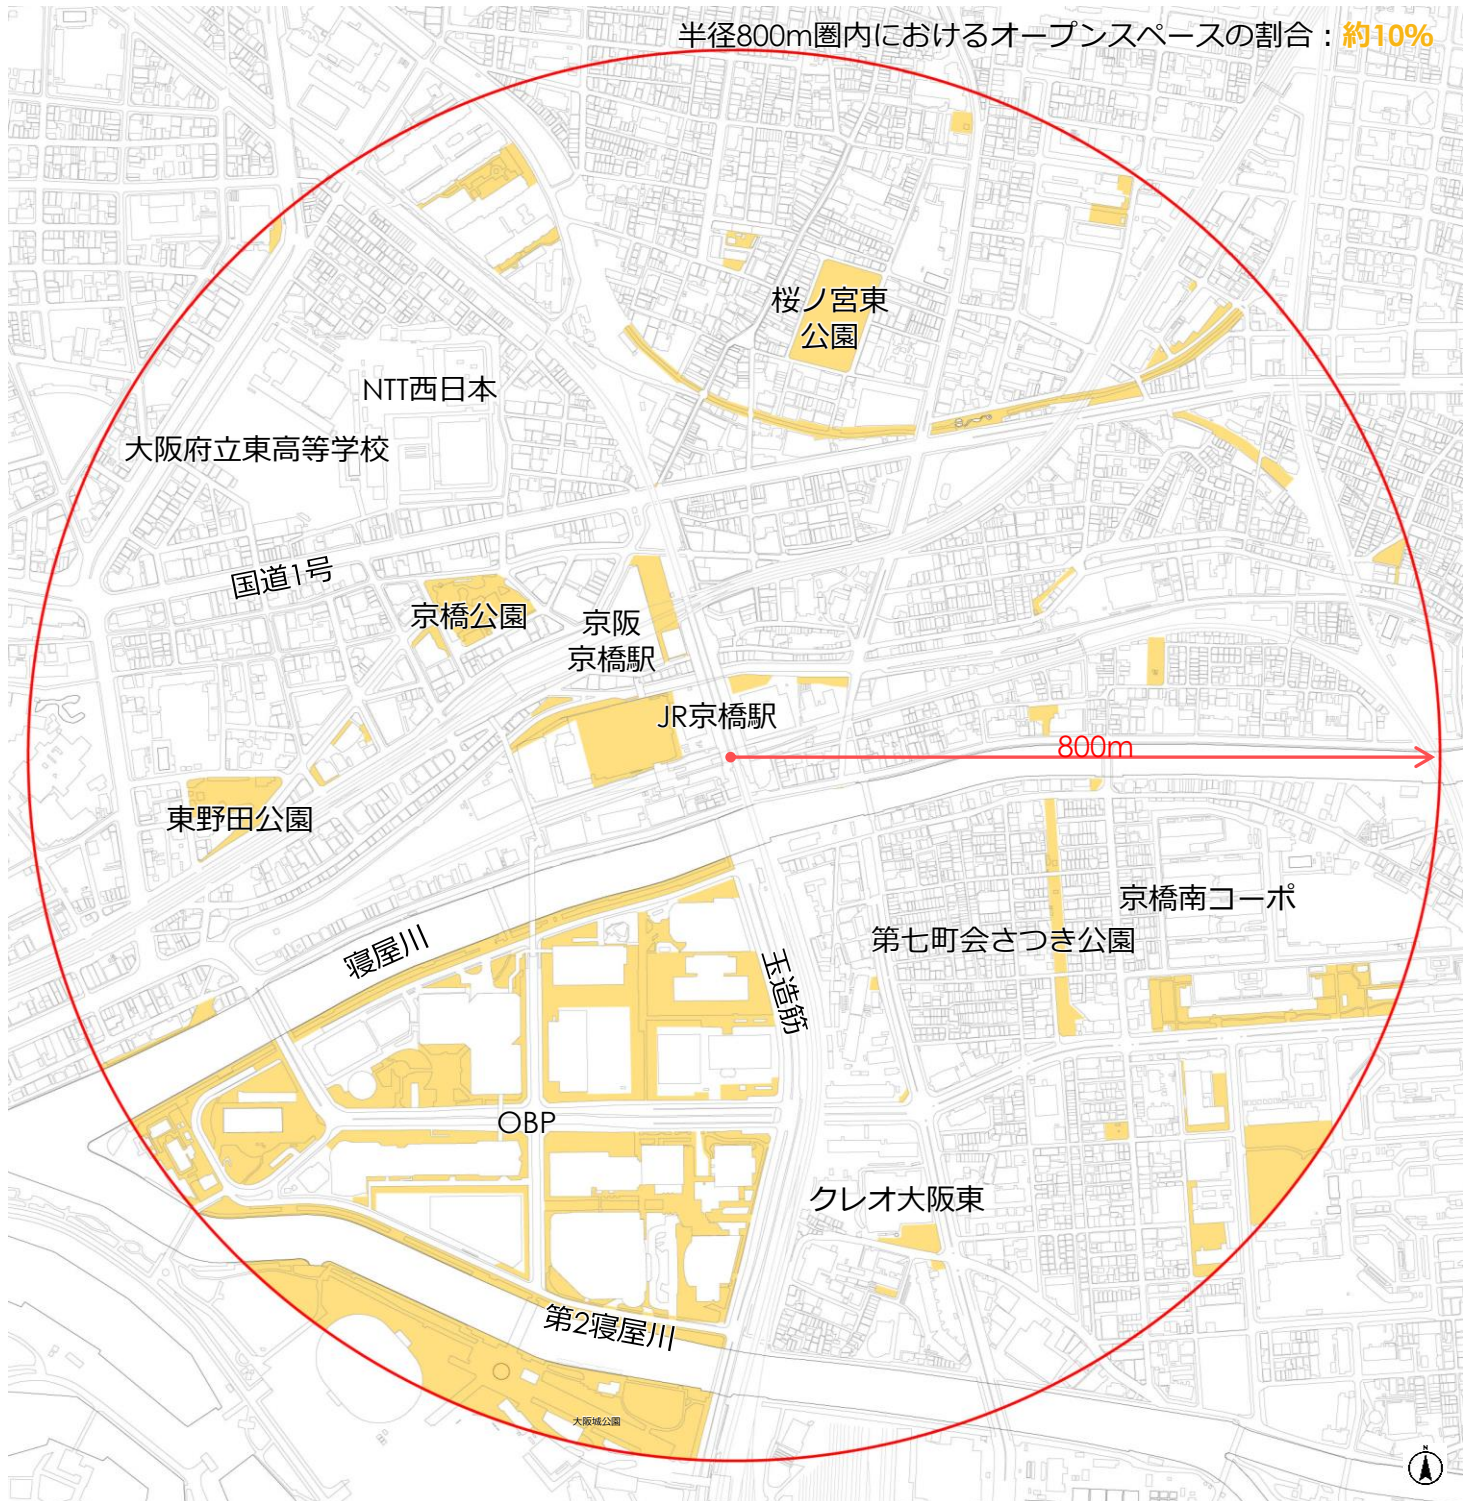 半径800m圏内におけるオープンスペースの割合：約10%
桜ノ宮東
公園
NTT西日本
大阪府立東高等学校
国道1号
京橋公園
京阪
京橋駅
JR京橋駅
800m
東野田公園
京橋南コーポ
第七町会さつき公園
寝屋川
玉造筋
OBP
クレオ大阪東
第2寝屋川
大阪城公園
N